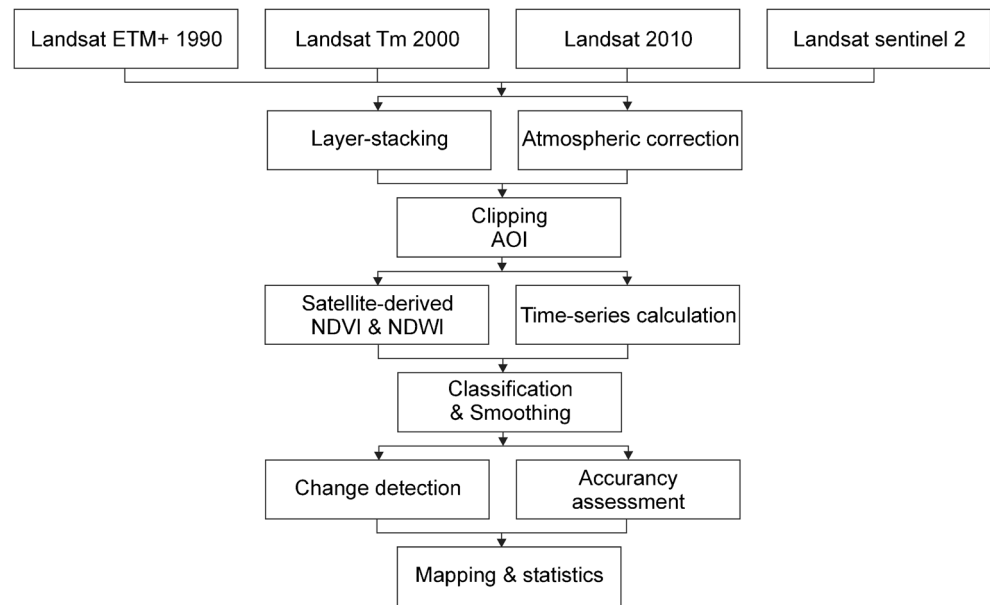 Landsat ETM+ 1990
Landsat Tm 2000
Landsat 2010
Landsat sentinel 2
Layer-stacking
Atmospheric correction
Clipping
AOI
Satellite-derived
NDVI & NDWI
Time-series calculation
Classification
& Smoothing
Change detection
Accurancy
assessment
Mapping & statistics